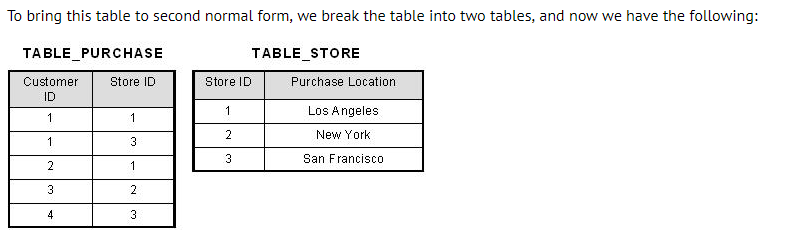 To bring this table to second normal form, we break the table into two tables, and now we have the following:
TABLE_PURCHASE
Customer ID Store ID
1 1
1 3
2 1
3 2
4 3
TABLE_STORE
Store ID Purchase Location
1 Los Angeles
2 New York
3 San Francisco